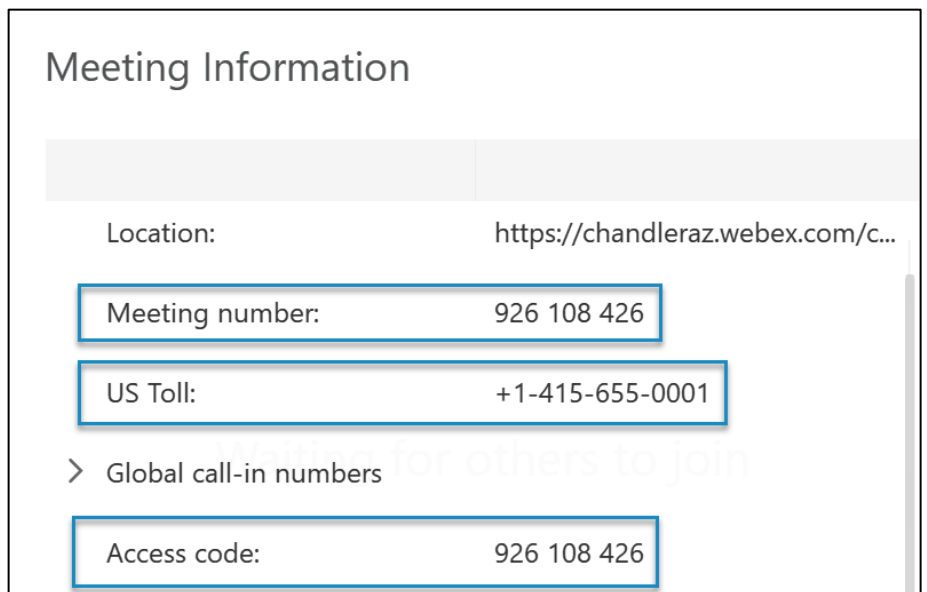 Meeting Information
Location: https://chandleraz.webex.com/c...
Meeting number: 926 108 426
US Toll: +1-415-655-0001
Waiting for others to join
Global call-in numbers
Access code: 926 108 426